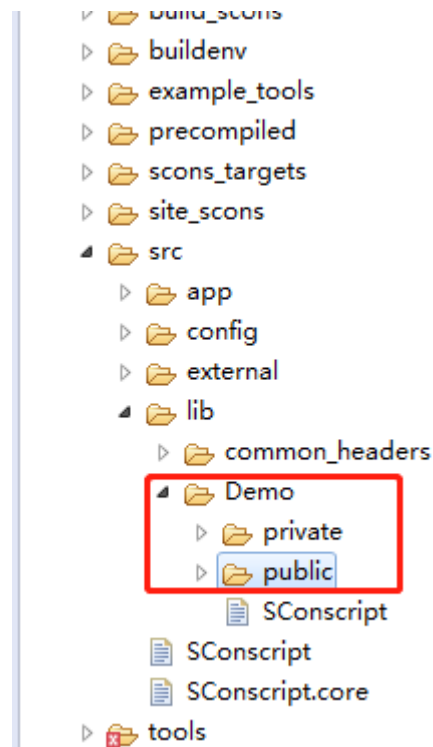 build_scons
buildenv
example_tools
precompiled
scons_targets
site_scons
src
app
config
external
lib
common_headers
Demo
private
public
SConscript
SConscript
SConscript.core
tools